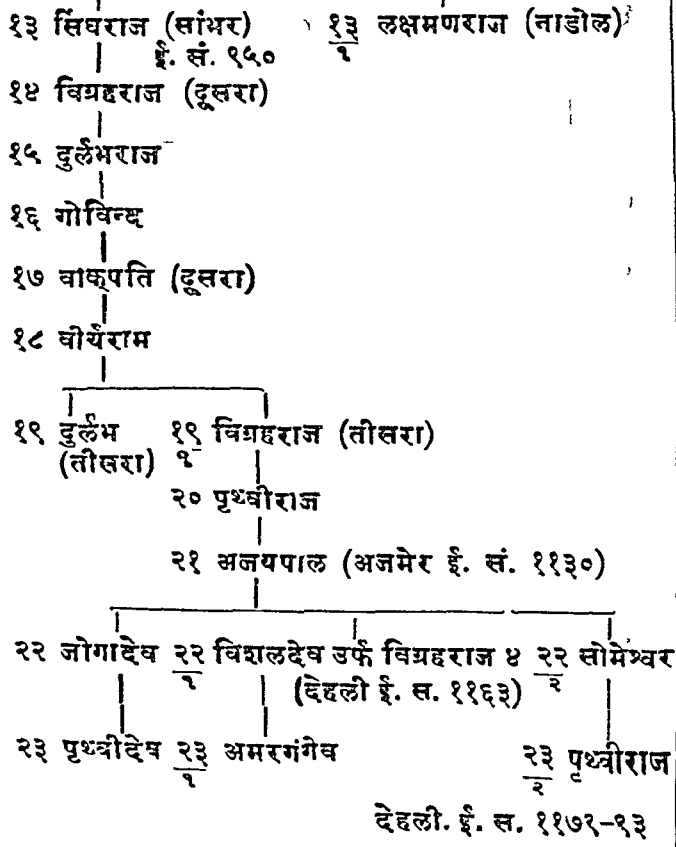 १३ सिंघराज (सांभर) १३/१ लक्षमणराज (नाडोल)
ई. सं. ९५०
१४ विग्रहराज (दूसरा)
१५ दुर्लभराज
१६ गोविन्द
१७ वाक्‌पति (दूसरा)
१८ वीर्यराम
१९ दुर्लभ १९/१ विग्रहराज (तीसरा)
(तीसरा)
२० पृथ्वीराज
२१ अजयपाल (अजमेर ई. सं. ११३०)
२२ जोगादेव २२/१ विशलदेव उर्फ विग्रहराज ४ २२/२ सोमेश्वर
(देहली ई. स. ११६३)
२३ पृथ्वीदेव २३/१ अमरगंगेव २३/२ पृथ्वीराज
देहली. ई. स. ११७१-९३